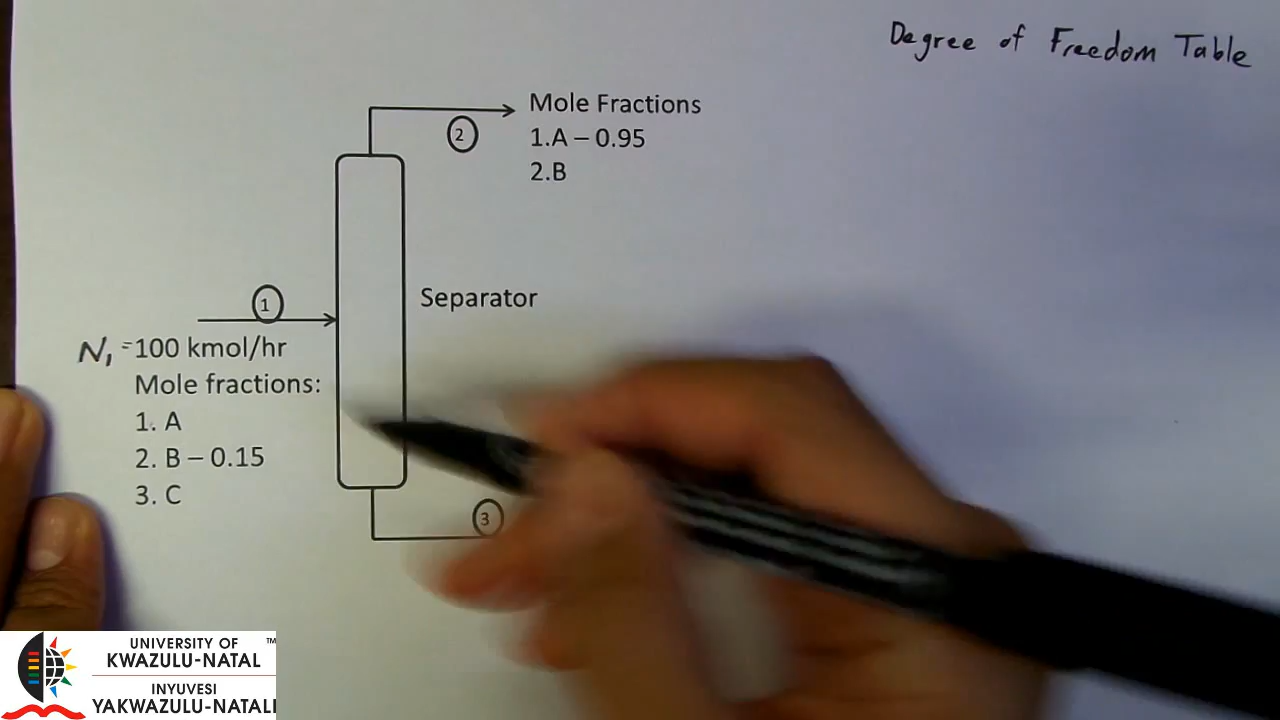 Degree of Freedom Table
Mole Fractions
1.A – 0.95
2.B
2
Separator
1
N₁ = 100 kmol/hr
Mole fractions:
1. A
2. B – 0.15
3. C
3
UNIVERSITY OF ™
KWAZULU-NATAL
INYUVESI
YAKWAZULU-NATALI